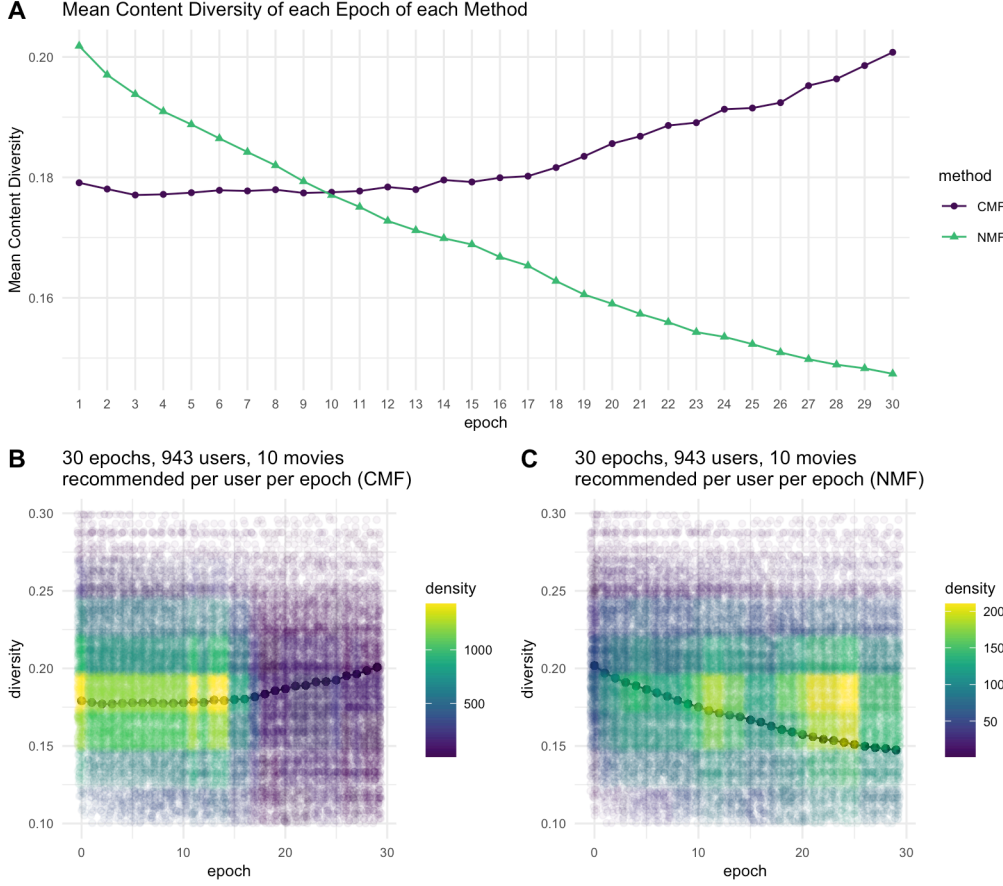 A
Mean Content Diversity of each Epoch of each Method
Mean Content Diversity
0.20
0.18
0.16
1 2 3 4 5 6 7 8 9 10 11 12 13 14 15 16 17 18 19 20 21 22 23 24 25 26 27 28 29 30
epoch
method
CMF
NMF
B
30 epochs, 943 users, 10 movies
recommended per user per epoch (CMF)
diversity
0.30
0.25
0.20
0.15
0.10
0 10 20 30
epoch
density
1000
500
C
30 epochs, 943 users, 10 movies
recommended per user per epoch (NMF)
diversity
0.30
0.25
0.20
0.15
0.10
0 10 20 30
epoch
density
150
100
50